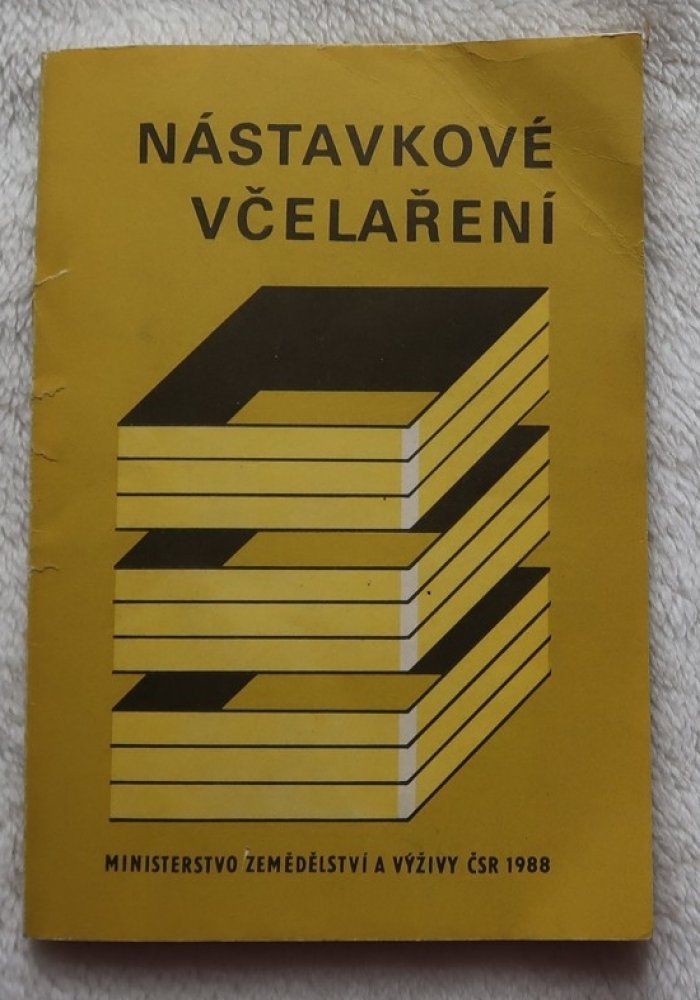 NÁSTAVKOVÉ
VČELAŘENÍ
MINISTERSTVO ZEMĚDĚLSTVÍ A VÝŽIVY ČSR 1988